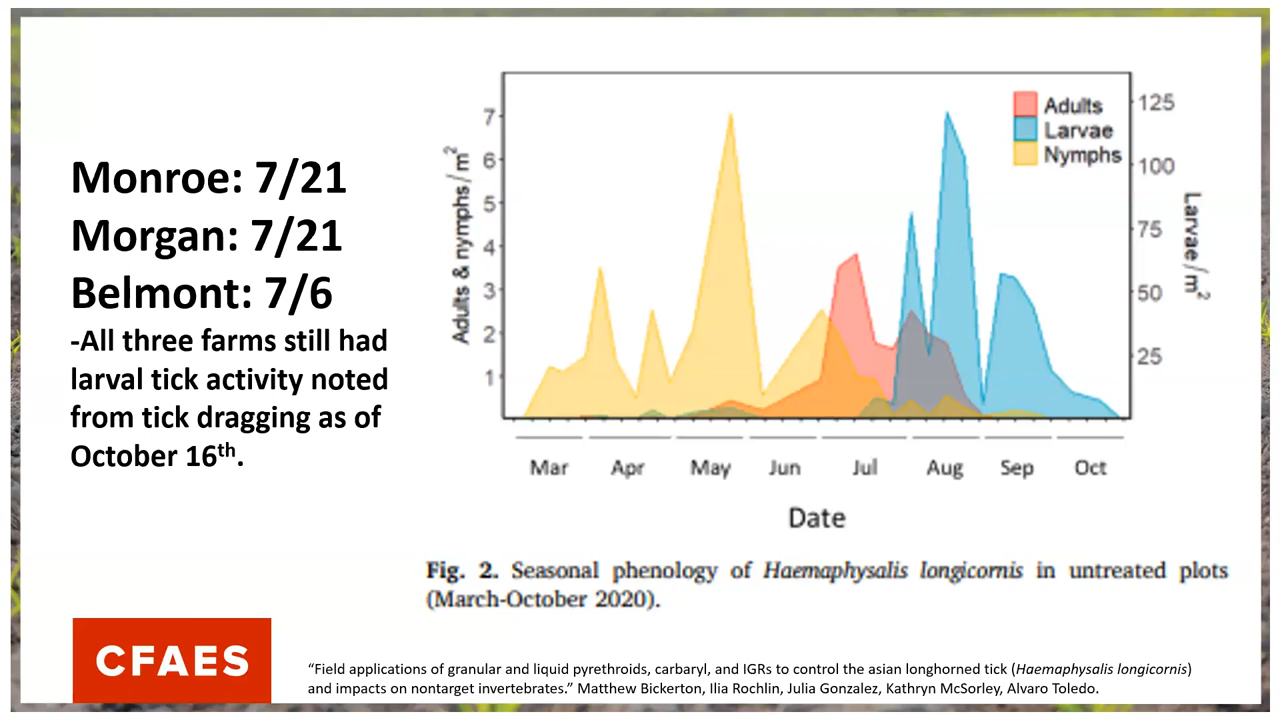 Monroe: 7/21
Morgan: 7/21
Belmont: 7/6
-All three farms still had
larval tick activity noted
from tick dragging as of
October 16th.
Adults & nymphs/m2
7
6
5
4
3
2
1
Adults
Larvae
Nymphs
125
100
75
50
25
Larvae/m2
Mar Apr May Jun Jul Aug Sep Oct
Date
Fig. 2. Seasonal phenology of Haemaphysalis longicornis in untreated plots
(March-October 2020).
CFAES
“Field applications of granular and liquid pyrethroids, carbaryl, and IGRs to control the asian longhorned tick (Haemaphysalis longicornis)
and impacts on nontarget invertebrates.” Matthew Bickerton, Ilia Rochlin, Julia Gonzalez, Kathryn McSorley, Alvaro Toledo.